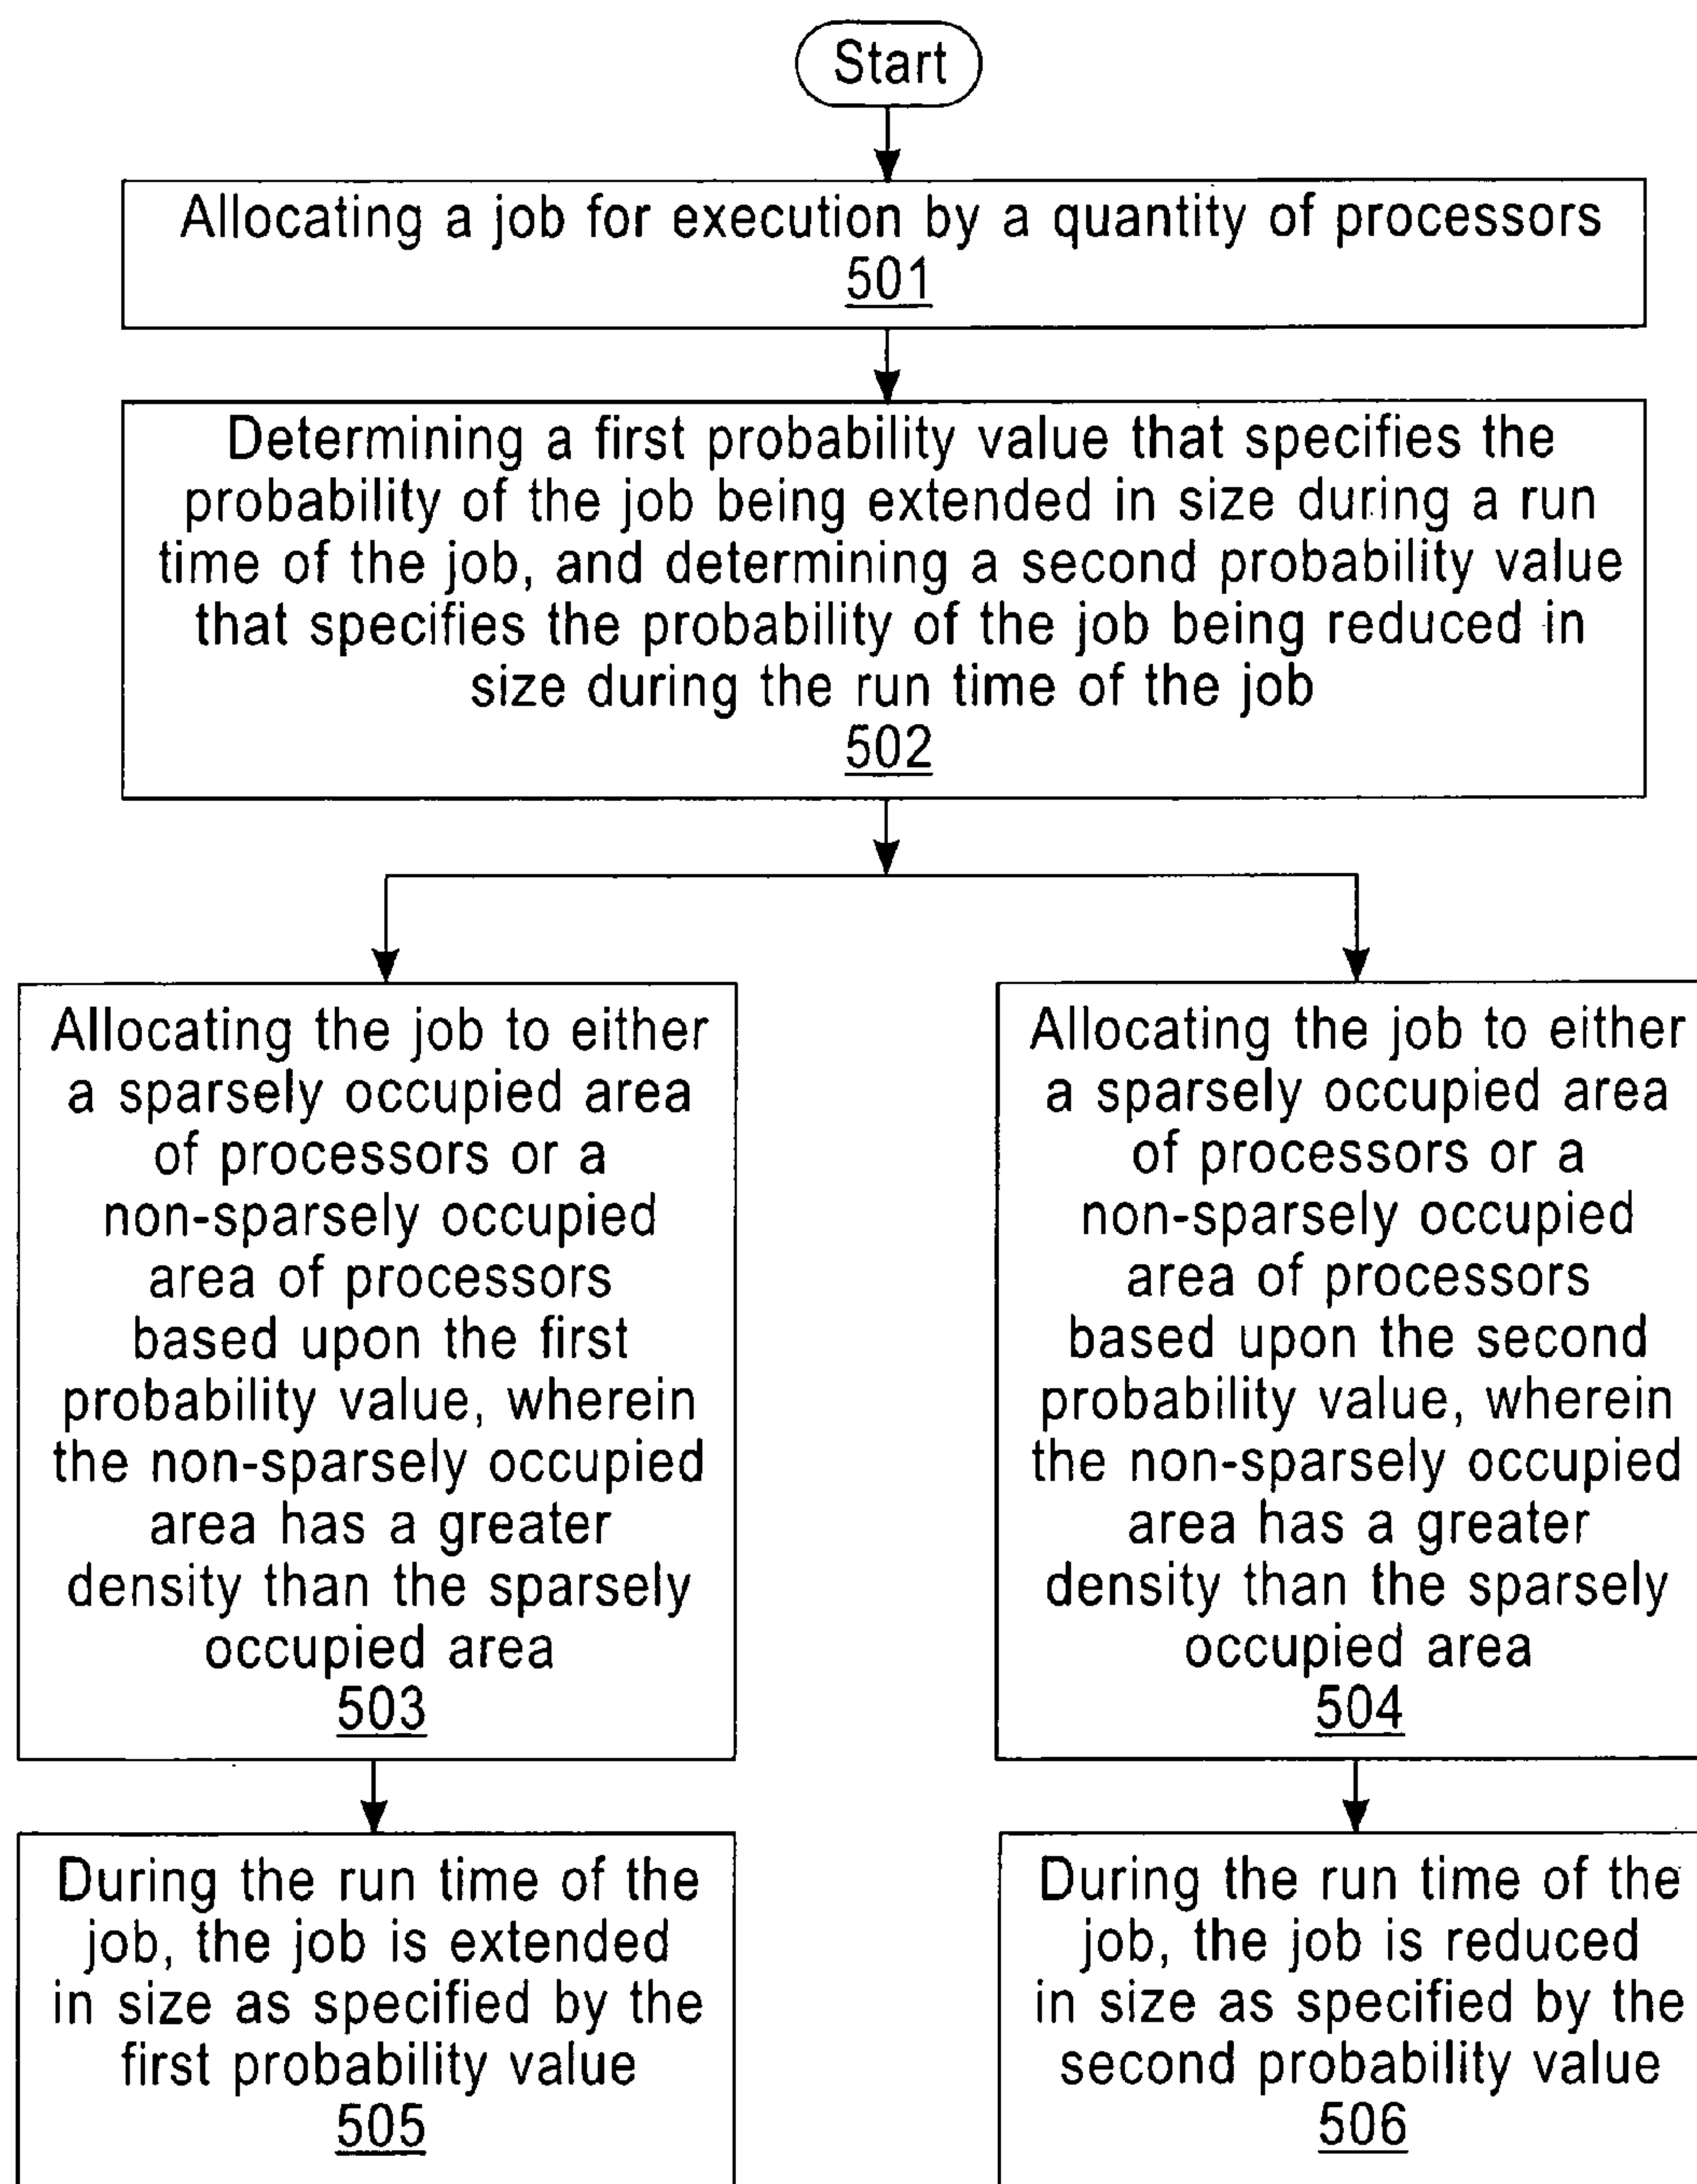 Start
Allocating a job for execution by a quantity of processors
501
Determining a first probability value that specifies the
probability of the job being extended in size during a run
time of the job, and determining a second probability value
that specifies the probability of the job being reduced in
size during the run time of the job
502
Allocating the job to either
a sparsely occupied area
of processors or a
non-sparsely occupied
area of processors
based upon the first
probability value, wherein
the non-sparsely occupied
area has a greater
density than the sparsely
occupied area
503
Allocating the job to either
a sparsely occupied area
of processors or a
non-sparsely occupied
area of processors
based upon the second
probability value, wherein
the non-sparsely occupied
area has a greater
density than the sparsely
occupied area
504
During the run time of the
job, the job is extended
in size as specified by the
first probability value
505
During the run time of the
job, the job is reduced
in size as specified by the
second probability value
506